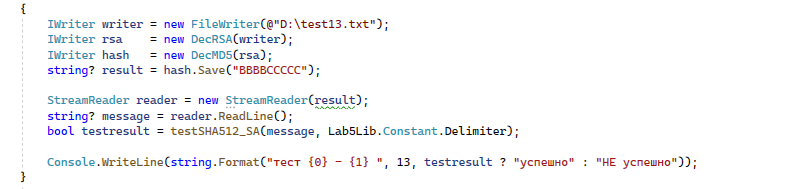 {
IWriter writer = new FileWriter(@"D:\test13.txt");
IWriter rsa    = new DecRSA(writer);
IWriter hash   = new DecMD5(rsa);
string? result = hash.Save("BBBBCCCCC");
StreamReader reader = new StreamReader(result);
string? message = reader.ReadLine();
bool testresult = testSHA512_SA(message, Lab5Lib.Constant.Delimiter);
Console.WriteLine(string.Format("тест {0} - {1} ", 13, testresult ? "успешно" : "НЕ успешно"));
}